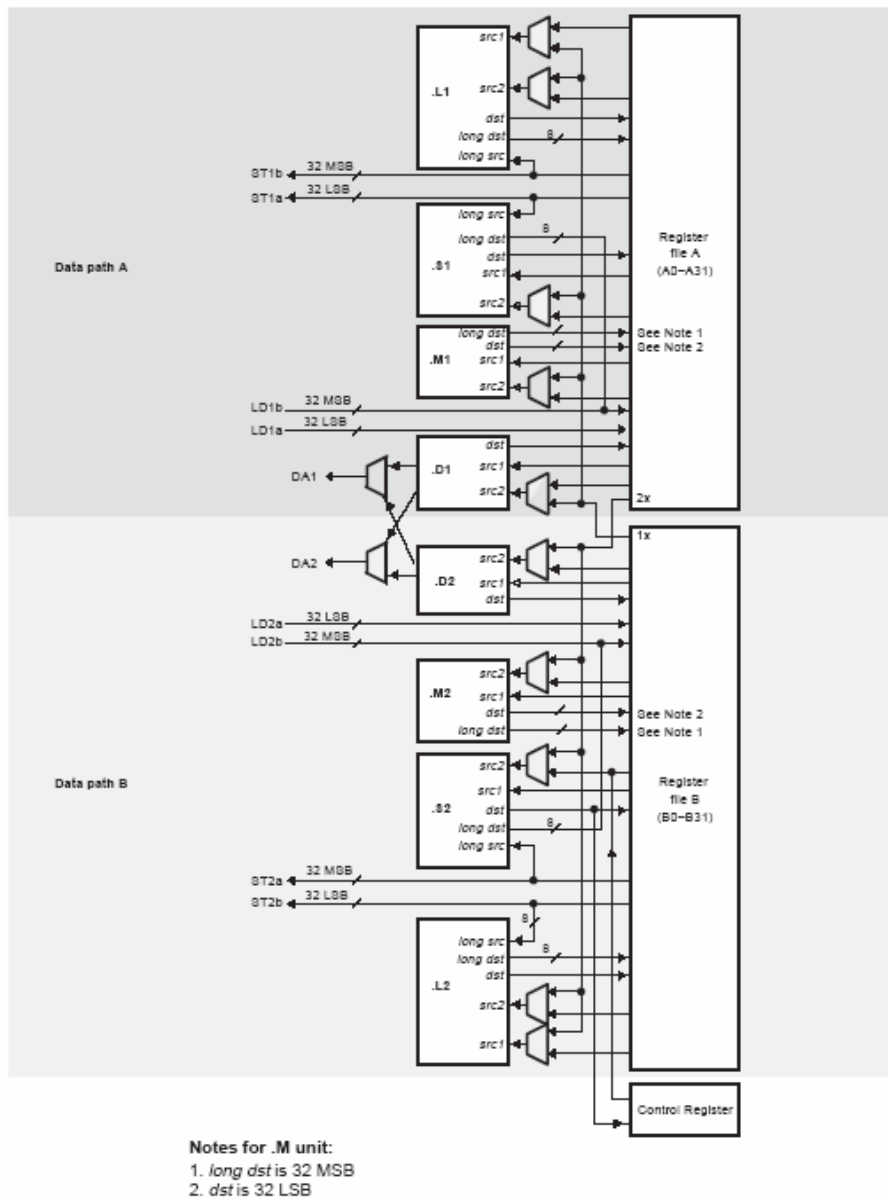 src1
.L1
src2
dst
long dst
8
long src
32 MSB
ST1b
32 LSB
ST1a
long src
8
long dst
dst
.S1
src1
src2
Register
file A
(A0–A31)
Data path A
long dst
See Note 1
dst
See Note 2
.M1
src1
src2
32 MSB
LD1b
32 LSB
LD1a
dst
.D1
src1
DA1
src2
2x
1x
src2
DA2
.D2
src1
dst
32 LSB
LD2a
32 MSB
LD2b
src2
.M2
src1
dst
See Note 2
long dst
See Note 1
src2
Data path B
src1
.S2
dst
8
long dst
long src
Register
file B
(B0–B31)
32 MSB
ST2a
32 LSB
ST2b
8
long src
8
long dst
dst
.L2
src2
src1
Control Register
Notes for .M unit:
1. long dst is 32 MSB
2. dst is 32 LSB